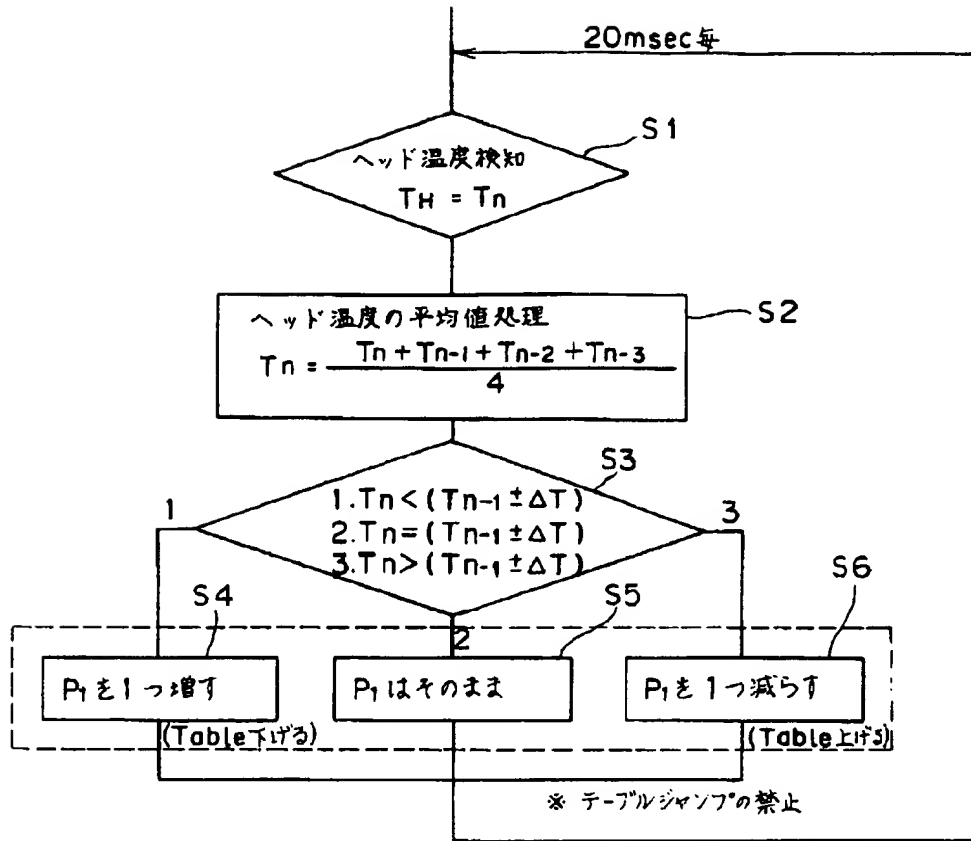 20msec毎
S1
ヘッド温度検知
TH = Tn
S2
ヘッド温度の平均値処理
Tn = (Tn + Tn-1 + Tn-2 + Tn-3) / 4
S3
1
3
1. Tn < (Tn-1 ± ΔT)
2. Tn = (Tn-1 ± ΔT)
3. Tn > (Tn-1 ± ΔT)
S4
S5
S6
2
P1を1つ増す
P1はそのまま
P1を1つ減らす
(Table下げる)
(Table上げる)
※ テーブルジャンプの禁止